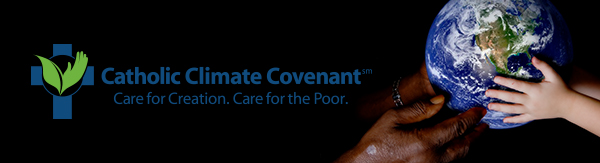 Catholic Climate Covenant℠
Care for Creation. Care for the Poor.